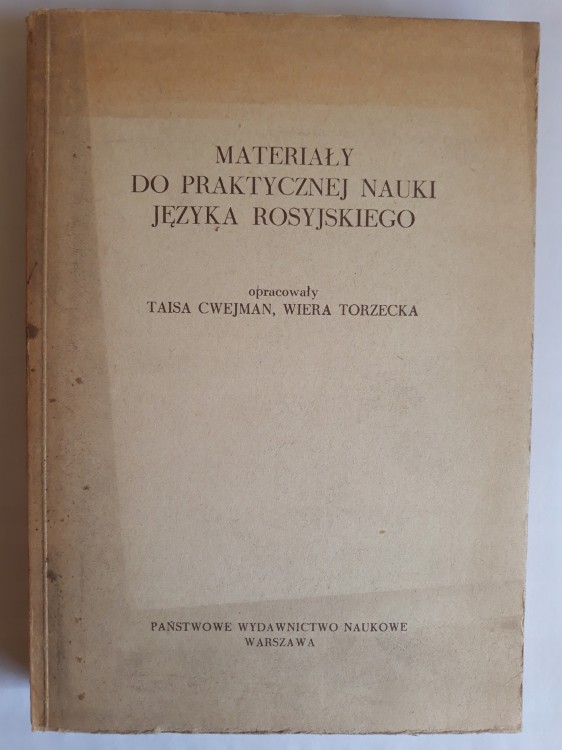 MATERIAŁY
DO PRAKTYCZNEJ NAUKI
JĘZYKA ROSYJSKIEGO
opracowały
TAISA CWEJMAN, WIERA TORZECKA
PAŃSTWOWE WYDAWNICTWO NAUKOWE
WARSZAWA